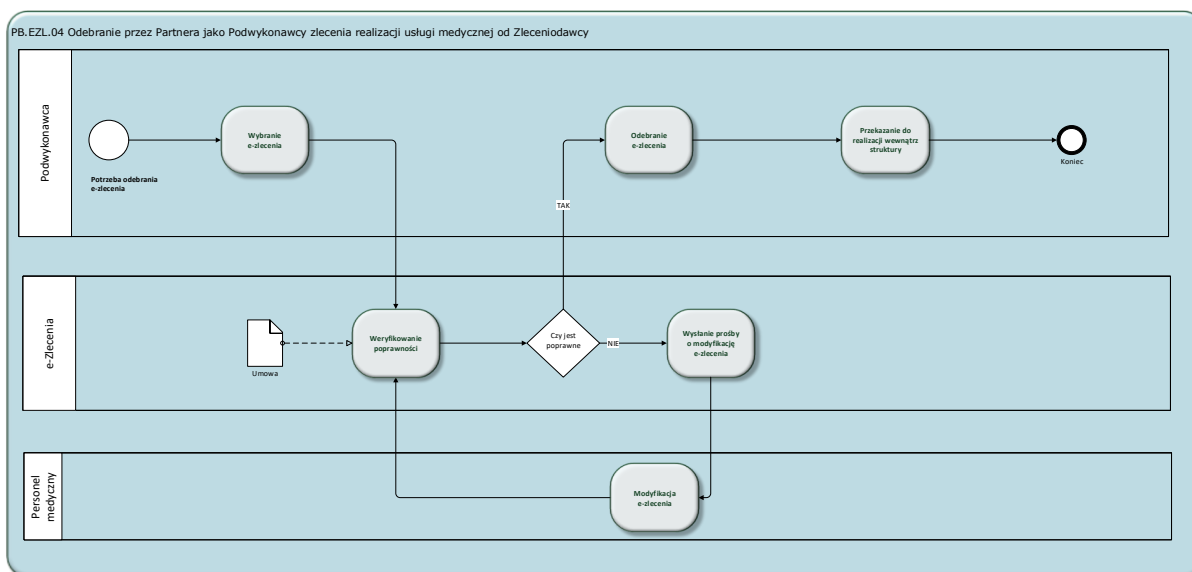 PB.EZL.04 Odebranie przez Partnera jako Podwykonawcy zlecenia realizacji usługi medycznej od Zleceniodawcy
Podwykonawca
Potrzeba odebrania
e-zlecenia
Wybranie
e-zlecenia
Odebranie
e-zlecenia
Przekazanie do
realizacji wewnątrz
struktury
Koniec
TAK
e-Zlecenia
Umowa
Weryfikowanie
poprawności
Czy jest
poprawne
NIE
Wysłanie prośby
o modyfikację
e-zlecenia
Personel
medyczny
Modyfikacja
e-zlecenia